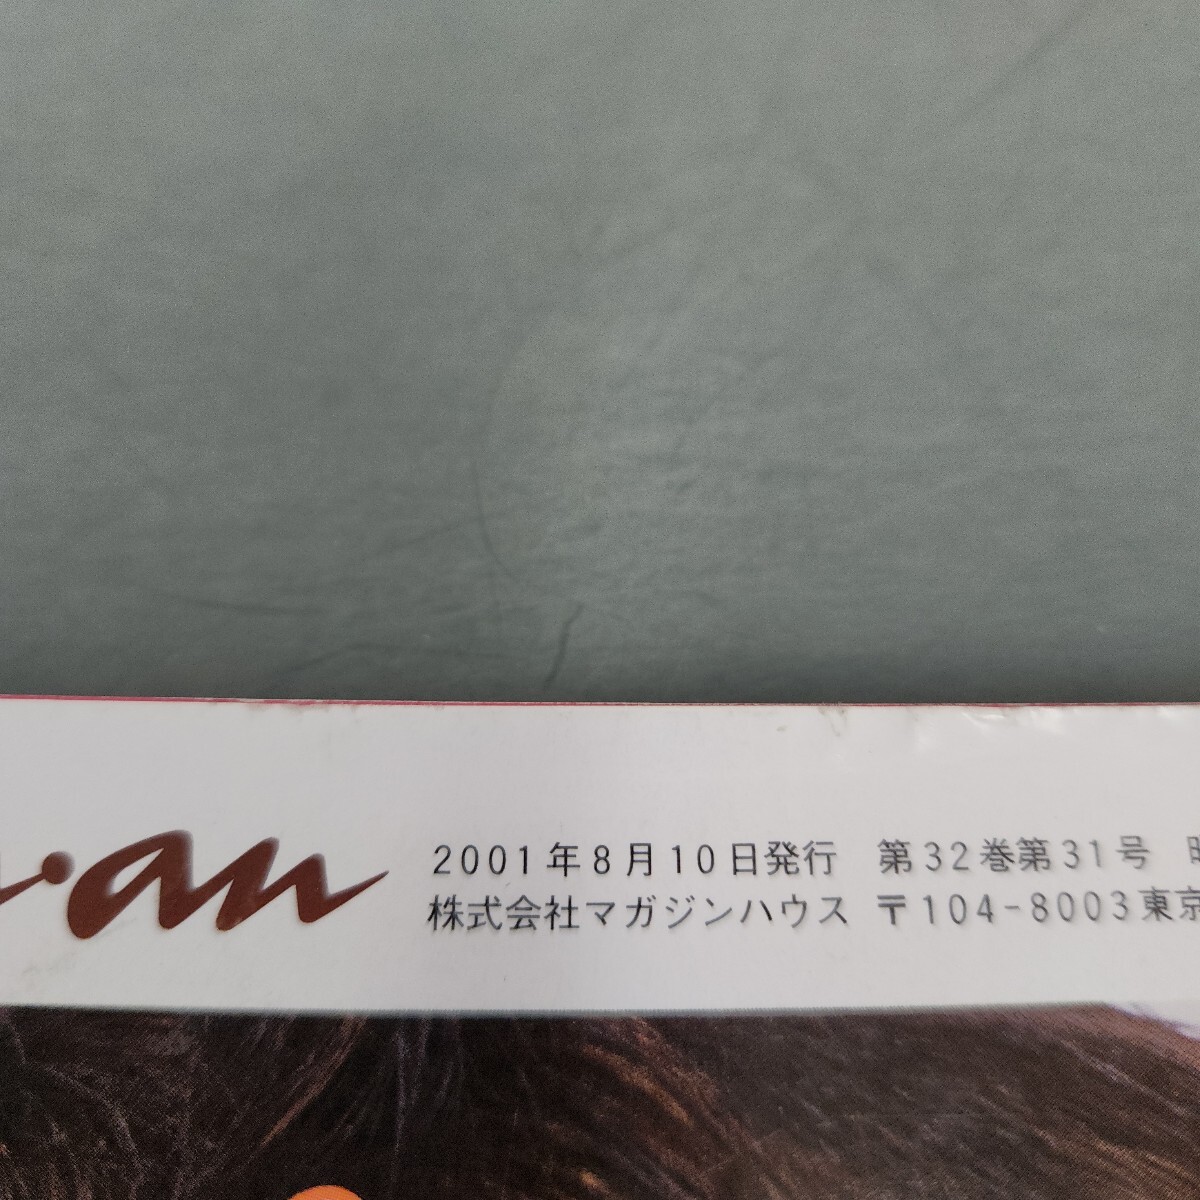 an
2001年8月10日発行 第32巻第31号
株式会社マガジンハウス 〒104-8003東京